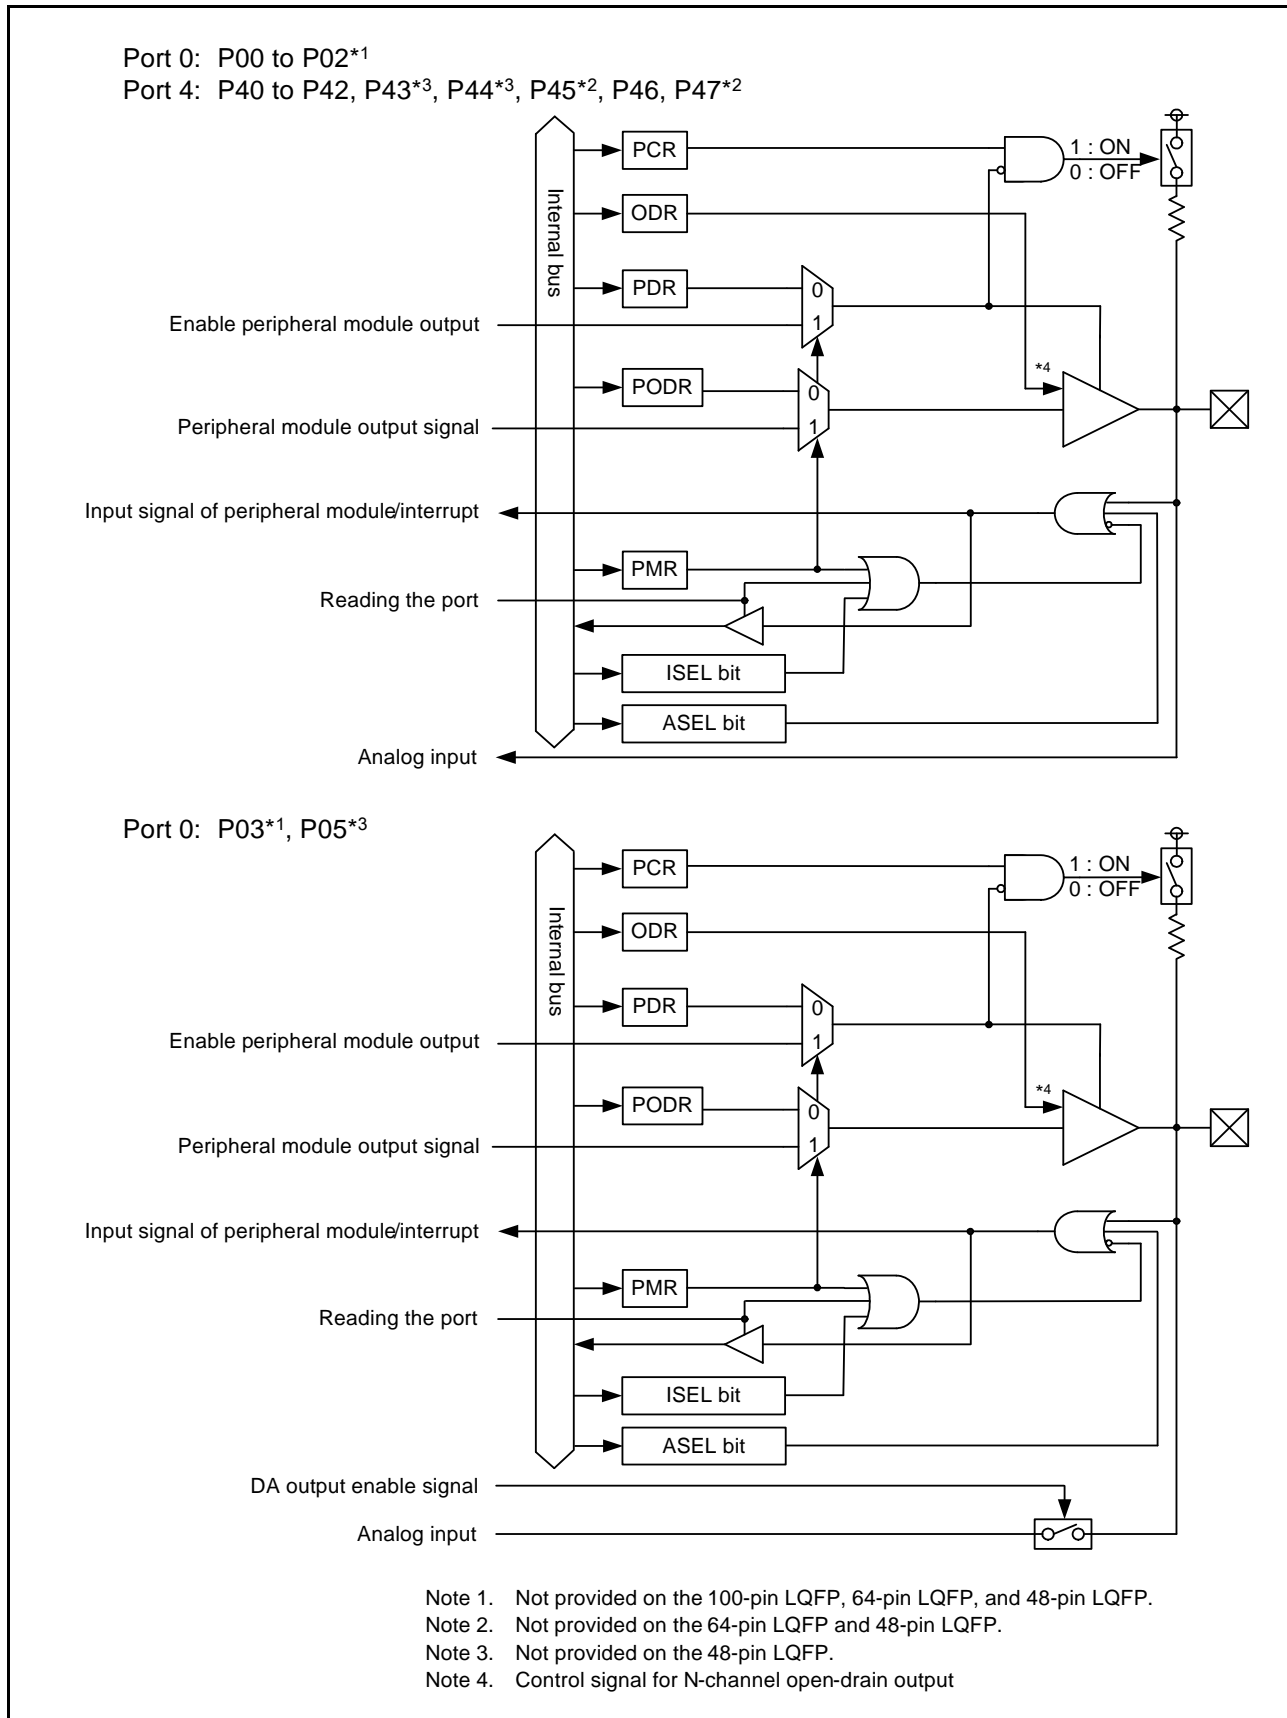 Port 0: P00 to P02*1
Port 4: P40 to P42, P43*3, P44*3, P45*2, P46, P47*2
PCR
1 : ON
0 : OFF
Internal bus
ODR
PDR
0
Enable peripheral module output
1
*4
PODR
0
Peripheral module output signal
1
Input signal of peripheral module/interrupt
PMR
Reading the port
ISEL bit
ASEL bit
Analog input
Port 0: P03*1, P05*3
PCR
1 : ON
0 : OFF
Internal bus
ODR
PDR
0
Enable peripheral module output
1
*4
PODR
0
Peripheral module output signal
1
Input signal of peripheral module/interrupt
PMR
Reading the port
ISEL bit
ASEL bit
DA output enable signal
Analog input
Note 1. Not provided on the 100-pin LQFP, 64-pin LQFP, and 48-pin LQFP.
Note 2. Not provided on the 64-pin LQFP and 48-pin LQFP.
Note 3. Not provided on the 48-pin LQFP.
Note 4. Control signal for N-channel open-drain output